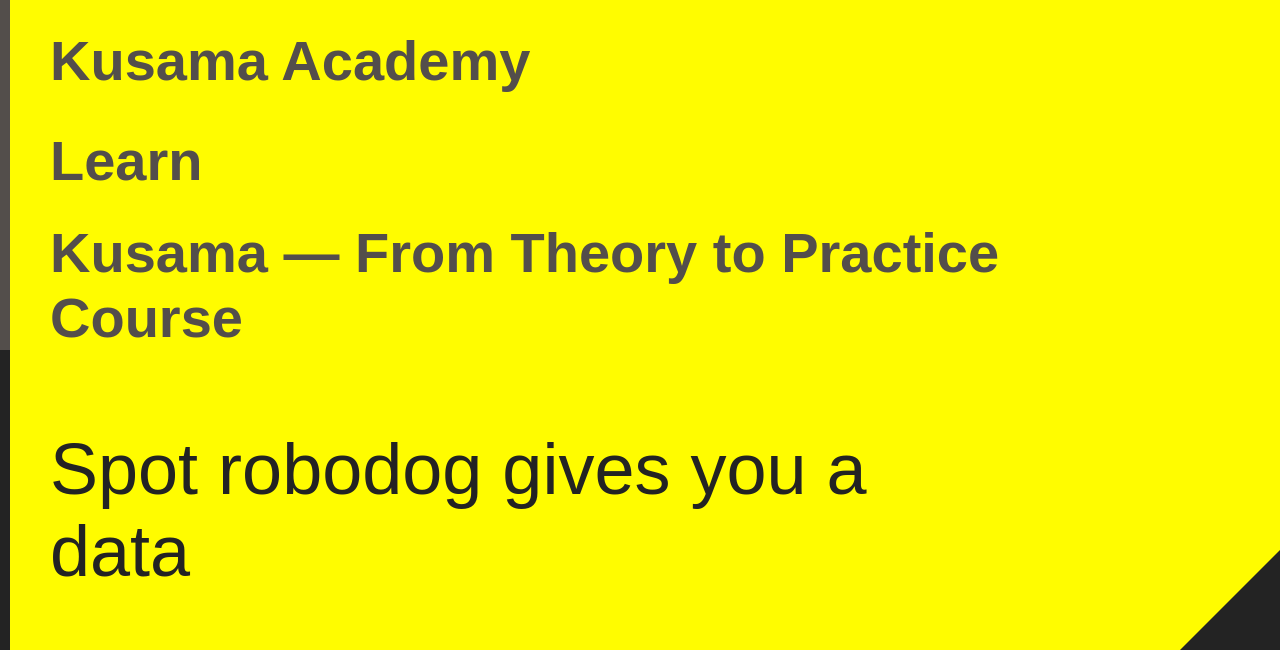 Kusama Academy
Learn
Kusama — From Theory to Practice
Course
Spot robodog gives you a
data